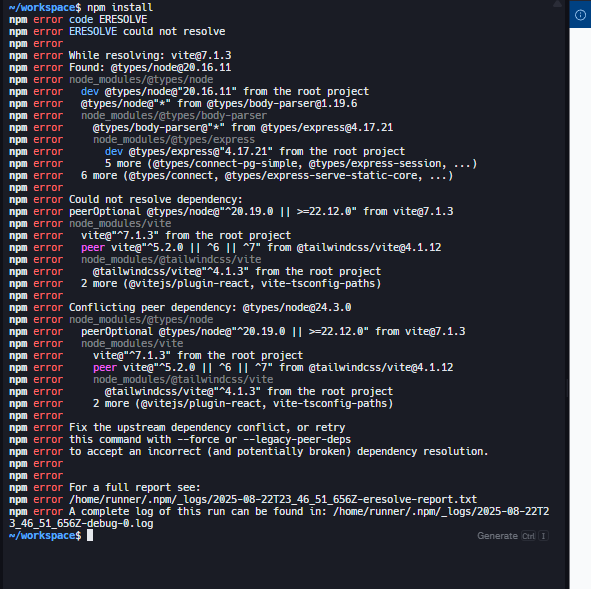 ~/workspace$ npm install
npm error code ERESOLVE
npm error ERESOLVE could not resolve
npm error
npm error While resolving: vite@7.1.3
npm error Found: @types/node@20.16.11
npm error node_modules/@types/node
npm error   dev @types/node@"20.16.11" from the root project
npm error   @types/node@"*" from @types/body-parser@1.19.6
npm error   node_modules/@types/body-parser
npm error     @types/body-parser@"*" from @types/express@4.17.21
npm error     node_modules/@types/express
npm error       dev @types/express@"4.17.21" from the root project
npm error       5 more (@types/connect-pg-simple, @types/express-session, ...)
npm error   6 more (@types/connect, @types/express-serve-static-core, ...)
npm error
npm error Could not resolve dependency:
npm error peerOptional @types/node@"^20.19.0 || >=22.12.0" from vite@7.1.3
npm error node_modules/vite
npm error   vite@"^7.1.3" from the root project
npm error   peer vite@"^5.2.0 || ^6 || ^7" from @tailwindcss/vite@4.1.12
npm error   node_modules/@tailwindcss/vite
npm error     @tailwindcss/vite@"^4.1.3" from the root project
npm error   2 more (@vitejs/plugin-react, vite-tsconfig-paths)
npm error
npm error Conflicting peer dependency: @types/node@24.3.0
npm error node_modules/@types/node
npm error   peerOptional @types/node@"^20.19.0 || >=22.12.0" from vite@7.1.3
npm error   node_modules/vite
npm error     vite@"^7.1.3" from the root project
npm error     peer vite@"^5.2.0 || ^6 || ^7" from @tailwindcss/vite@4.1.12
npm error     node_modules/@tailwindcss/vite
npm error       @tailwindcss/vite@"^4.1.3" from the root project
npm error     2 more (@vitejs/plugin-react, vite-tsconfig-paths)
npm error
npm error Fix the upstream dependency conflict, or retry
npm error this command with --force or --legacy-peer-deps
npm error to accept an incorrect (and potentially broken) dependency resolution.
npm error
npm error
npm error For a full report see:
npm error /home/runner/.npm/_logs/2025-08-22T23_46_51_656Z-eresolve-report.txt
npm error A complete log of this run can be found in: /home/runner/.npm/_logs/2025-08-22T2
3_46_51_656Z-debug-0.log
~/workspace$
Generate Ctrl I